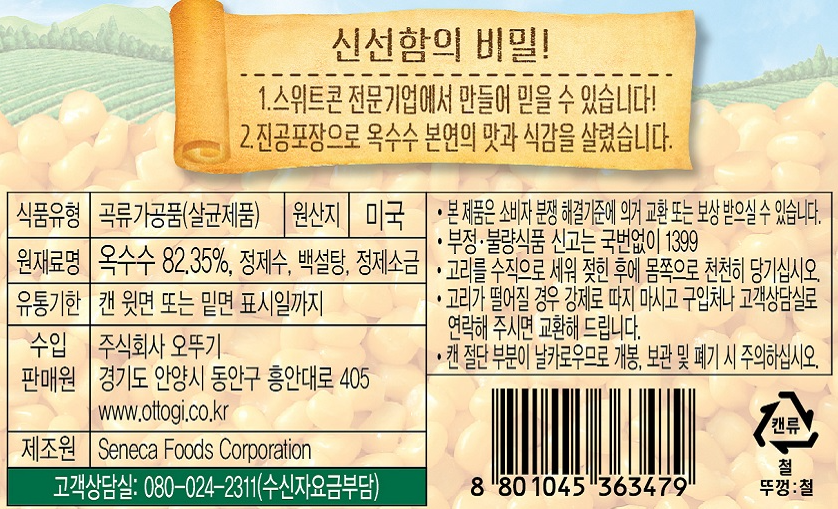 신선함의 비밀!
1.스위트콘 전문기업에서 만들어 믿을 수 있습니다!
2.진공포장으로 옥수수 본연의 맛과 식감을 살렸습니다.
식품유형 곡류가공품(살균제품) 원산지 미국
원재료명 옥수수 82.35%, 정제수, 백설탕, 정제소금
유통기한 캔 윗면 또는 밑면 표시일까지
수입
판매원
주식회사 오뚜기
경기도 안양시 동안구 흥안대로 405
www.ottogi.co.kr
제조원 Seneca Foods Corporation
고객상담실: 080-024-2311(수신자요금부담)
• 본 제품은 소비자 분쟁 해결기준에 의거 교환 또는 보상 받으실 수 있습니다.
• 부정·불량식품 신고는 국번없이 1399
• 고리를 수직으로 세워 젖힌 후에 몸쪽으로 천천히 당기십시오.
• 고리가 떨어질 경우 강제로 따지 마시고 구입처나 고객상담실로
연락해 주시면 교환해 드립니다.
• 캔 절단 부분이 날카로우므로 개봉, 보관 및 폐기 시 주의하십시오.
8 801045 363479
캔류
철
뚜껑:철